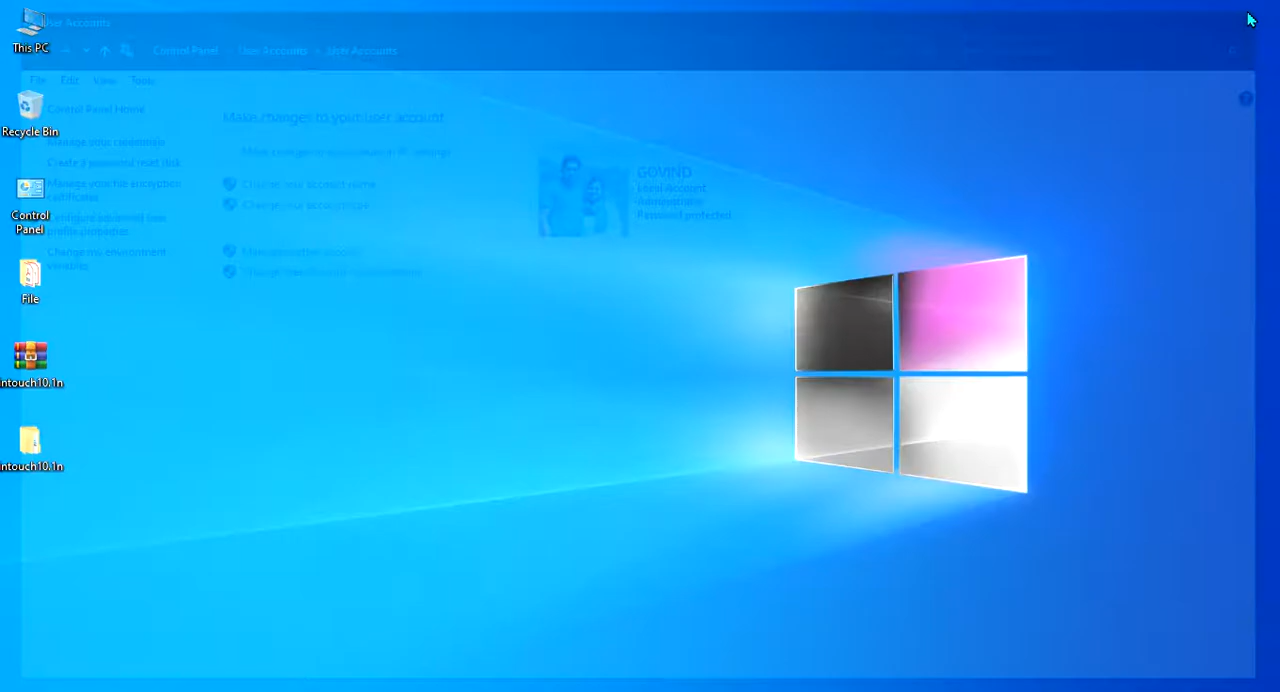 User Accounts
This PC
Control Panel
User Accounts
User Accounts
File Edit View Tools
Control Panel Home
Make changes to your user account
Recycle Bin
Manage your credentials
Create a password reset disk
Manage your file encryption
certificates
Configure advanced user
profile properties
Change my environment
variables
Make changes to my account in PC settings
Change your account name
Change your account type
Manage another account
Change User Account Control settings
GOVIND
Local Account
Administrator
Password protected
Control
Panel
File
intouch10.1n
intouch10.1n